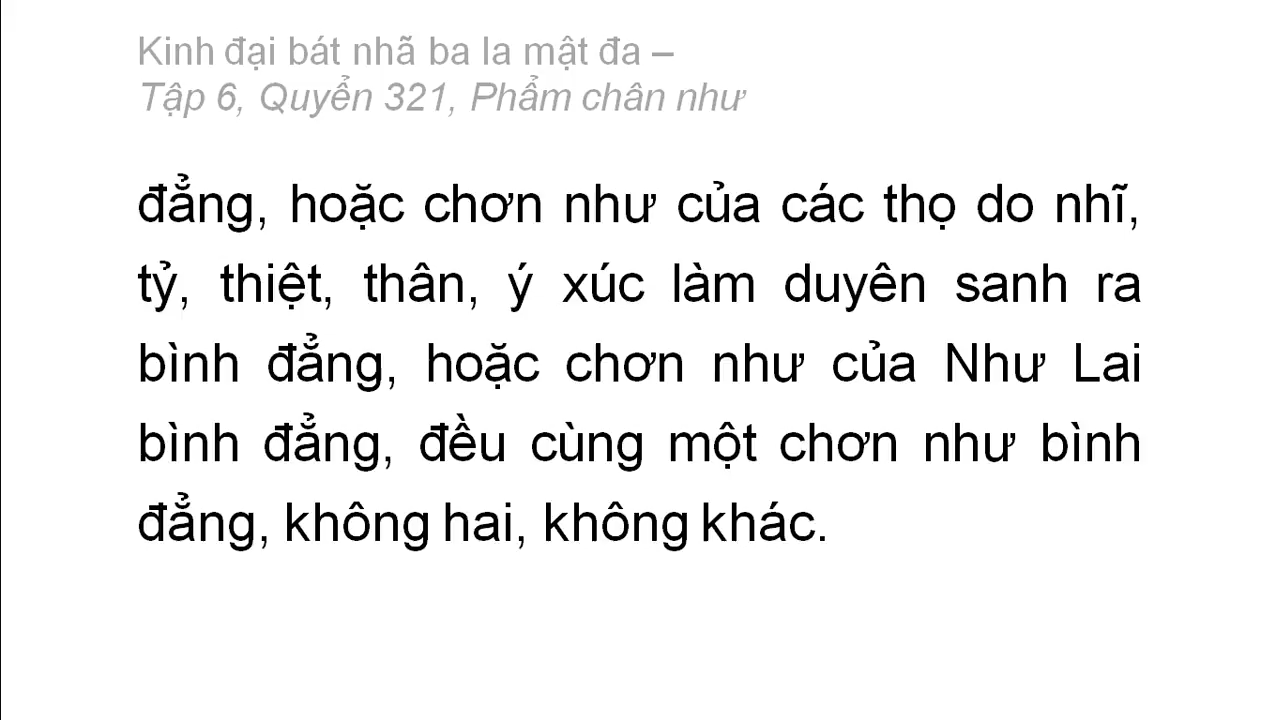 Kinh đại bát nhã ba la mật đa –
Tập 6, Quyển 321, Phẩm chân như
đẳng, hoặc chơn như của các thọ do nhĩ,
tỷ, thiệt, thân, ý xúc làm duyên sanh ra
bình đẳng, hoặc chơn như của Như Lai
bình đẳng, đều cùng một chơn như bình
đẳng, không hai, không khác.